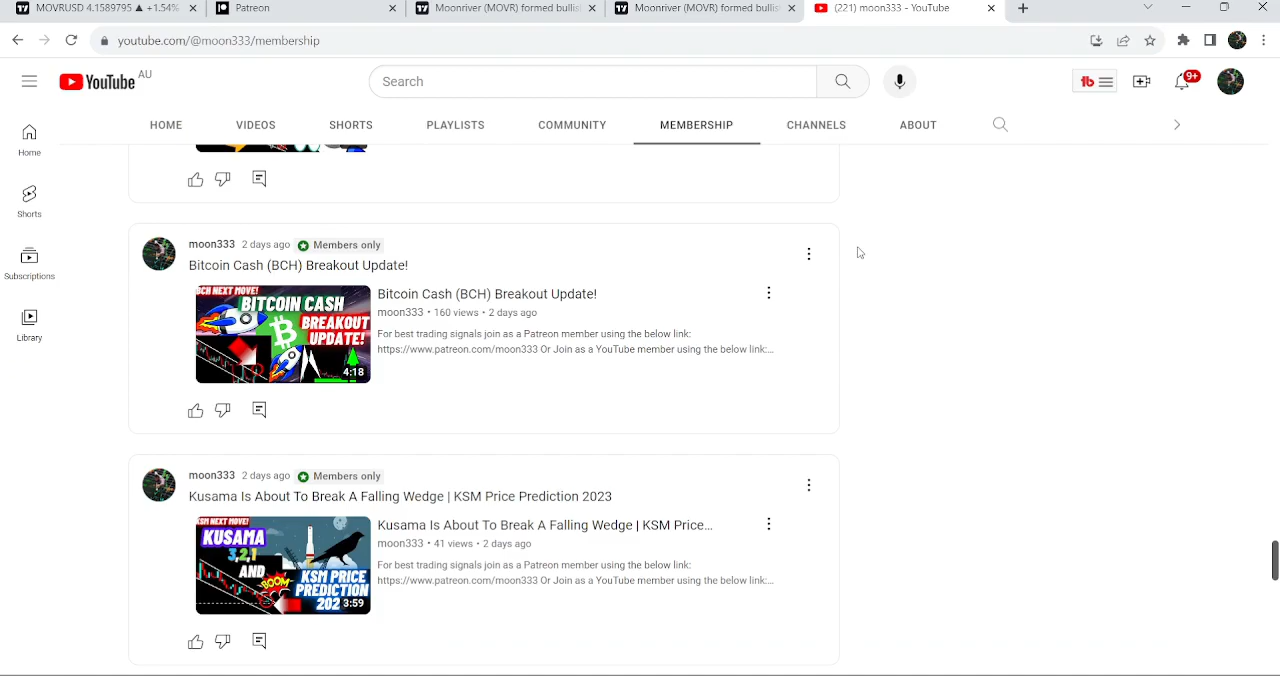 MOVRUSD 4.1589795 ▲ +1.54%
Patreon
Moonriver (MOVR) formed bullis
Moonriver (MOVR) formed bullis
(221) moon333 - YouTube
youtube.com/@moon333/membership
YouTube AU
Search
9+
HOME
VIDEOS
SHORTS
PLAYLISTS
COMMUNITY
MEMBERSHIP
CHANNELS
ABOUT
Home
Shorts
Subscriptions
Library
moon333 2 days ago Members only
Bitcoin Cash (BCH) Breakout Update!
BCH NEXT MOVE!
BITCOIN CASH
BREAKOUT
UPDATE!
4:18
Bitcoin Cash (BCH) Breakout Update!
moon333 • 160 views • 2 days ago
For best trading signals join as a Patreon member using the below link:
https://www.patreon.com/moon333 Or Join as a YouTube member using the below link:...
moon333 2 days ago Members only
Kusama Is About To Break A Falling Wedge | KSM Price Prediction 2023
KSM NEXT MOVE!
KUSAMA
3,2,1
AND
BOOM
KSM PRICE
PREDICTION
202
3:59
Kusama Is About To Break A Falling Wedge | KSM Price...
moon333 • 41 views • 2 days ago
For best trading signals join as a Patreon member using the below link:
https://www.patreon.com/moon333 Or Join as a YouTube member using the below link:...